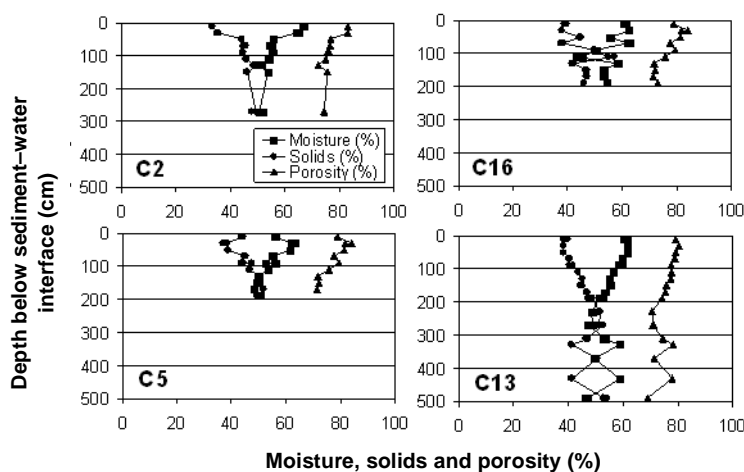 Depth below sediment–water
interface (cm)
0
100
200
300
400
500
Moisture (%)
Solids (%)
Porosity (%)
C2
0 20 40 60 80 100
0
100
200
300
400
500
C16
0 20 40 60 80 100
0
100
200
300
400
500
C5
0 20 40 60 80 100
0
100
200
300
400
500
C13
0 20 40 60 80 100
Moisture, solids and porosity (%)